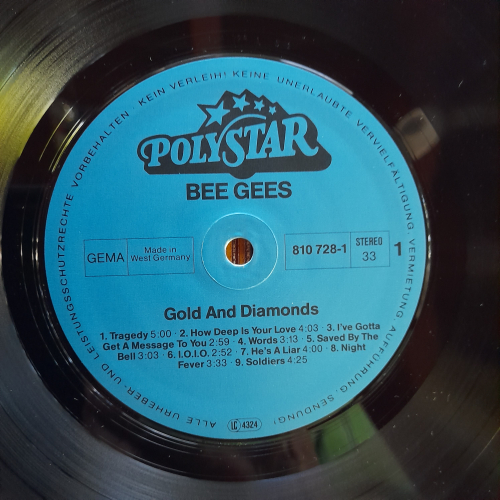 ALLE URHEBER- UND LEISTUNGSSCHUTZRECHTE VORBEHALTEN · KEIN VERLEIH! KEINE UNERLAUBTE VERVIELFÄLTIGUNG, VERMIETUNG, AUFFÜHRUNG, SENDUNG!
POLYSTAR
BEE GEES
GEMA
Made in
West Germany
810 728-1
STEREO
33
1
Gold And Diamonds
1. Tragedy 5:00 · 2. How Deep Is Your Love 4:03 · 3. I've Gotta
Get A Message To You 2:59 · 4. Words 3:13 · 5. Saved By The
Bell 3:03 · 6. I.O.I.O. 2:52 · 7. He's A Liar 4:00 · 8. Night
Fever 3:33 · 9. Soldiers 4:25
LC 4324